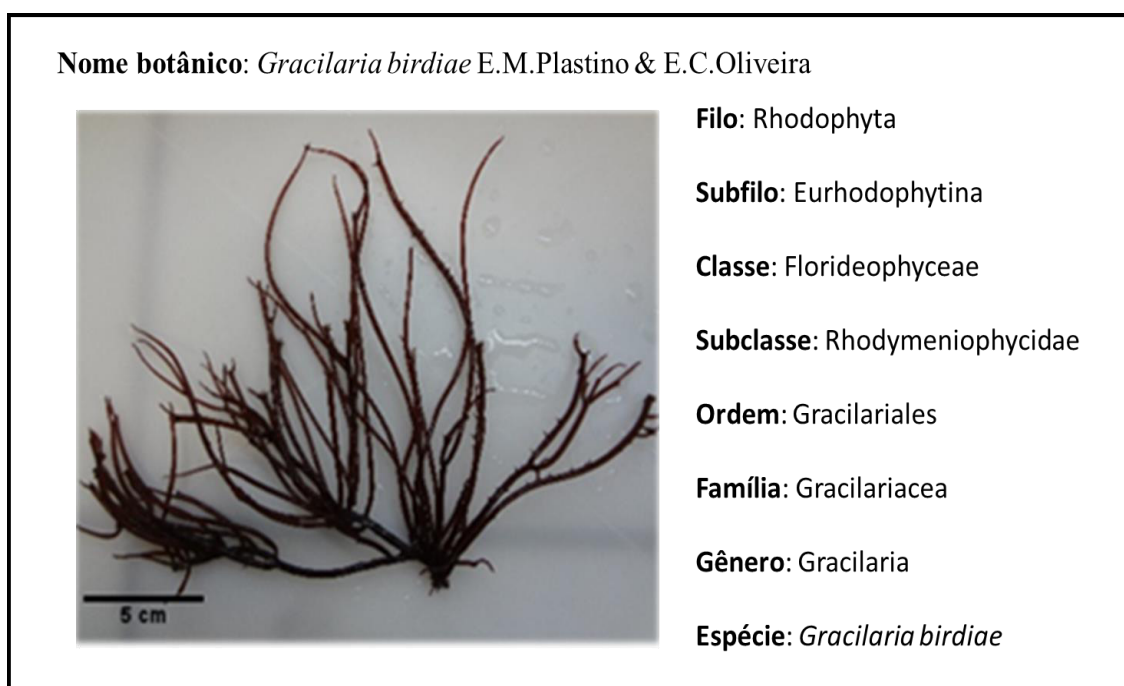 Nome botânico: Gracilaria birdiae E.M.Plastino & E.C.Oliveira
Filo: Rhodophyta
Subfilo: Eurhodophytina
Classe: Florideophyceae
Subclasse: Rhodymeniophycidae
Ordem: Gracilariales
Família: Gracilariacea
Gênero: Gracilaria
Espécie: Gracilaria birdiae
5 cm